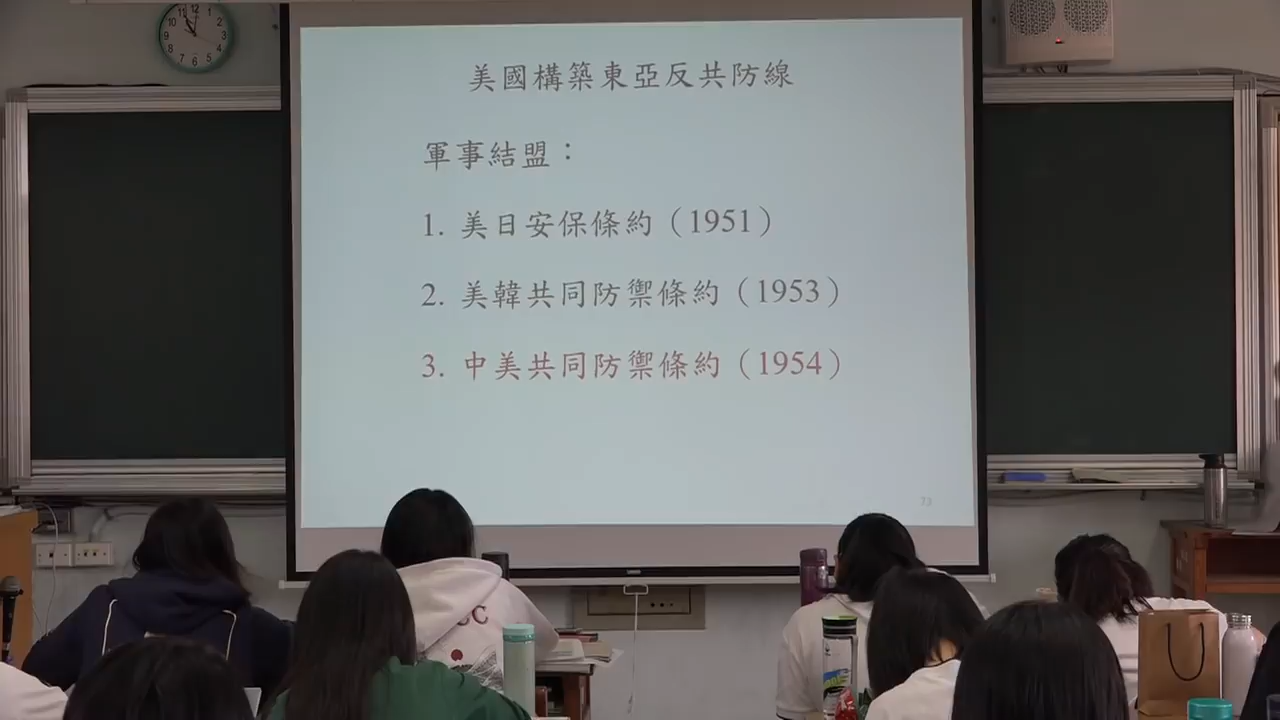 美國構築東亞反共防線
軍事結盟：
1. 美日安保條約（1951）
2. 美韓共同防禦條約（1953）
3. 中美共同防禦條約（1954）
73